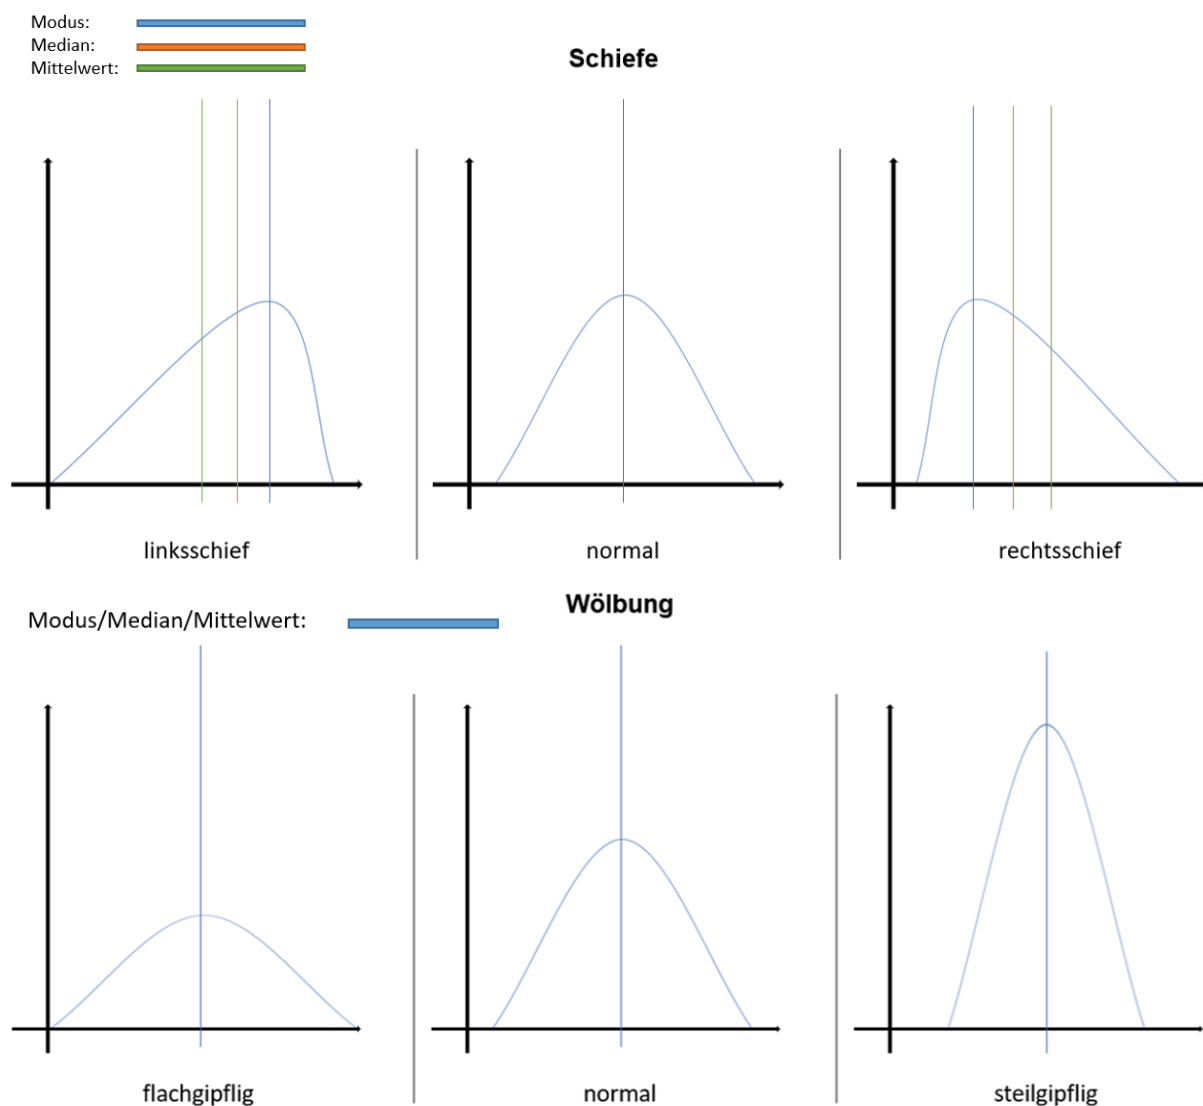 Modus:
Median:
Mittelwert:
Schiefe
linksschief
normal
rechtsschief
Wölbung
Modus/Median/Mittelwert:
flachgipflig
normal
steilgipflig